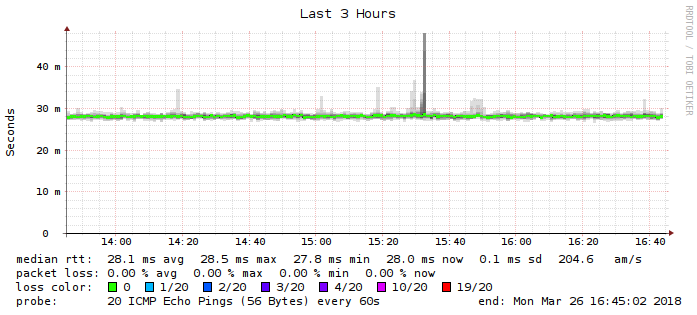 Last 3 Hours
RRDTOOL / TOBI OETIKER
Seconds
40 m
30 m
20 m
10 m
0
14:00 14:20 14:40 15:00 15:20 15:40 16:00 16:20 16:40
median rtt: 28.1 ms avg 28.5 ms max 27.8 ms min 28.0 ms now 0.1 ms sd 204.6 am/s
packet loss: 0.00 % avg 0.00 % max 0.00 % min 0.00 % now
loss color: 0 1/20 2/20 3/20 4/20 10/20 19/20
probe: 20 ICMP Echo Pings (56 Bytes) every 60s end: Mon Mar 26 16:45:02 2018